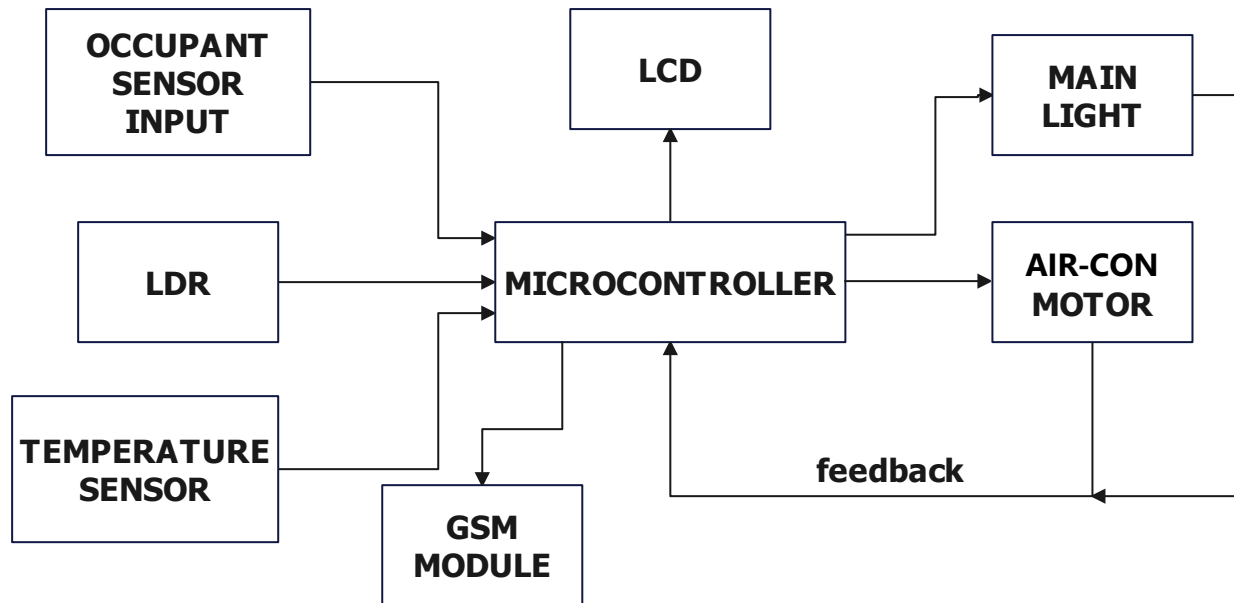 OCCUPANT
SENSOR
INPUT
LCD
MAIN
LIGHT
LDR
MICROCONTROLLER
AIR-CON
MOTOR
TEMPERATURE
SENSOR
feedback
GSM
MODULE